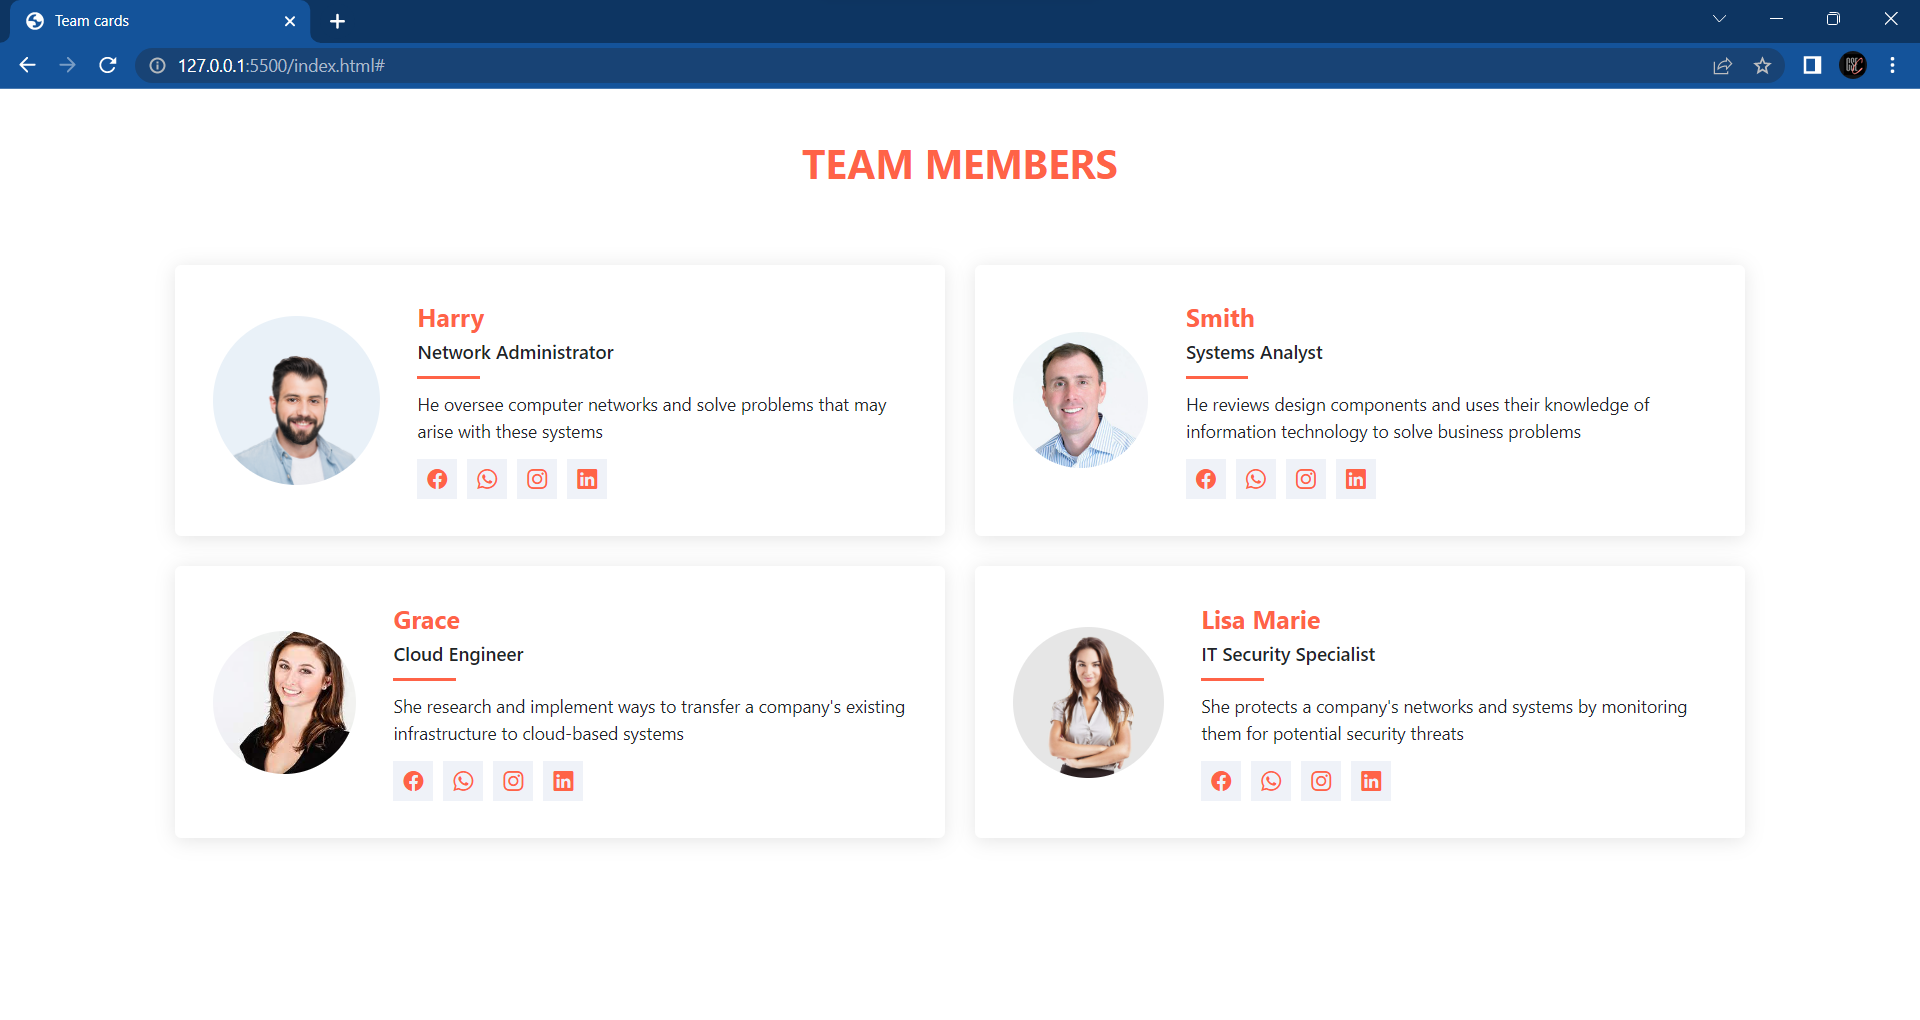 Team cards
127.0.0.1:5500/index.html#
TEAM MEMBERS
Harry
Network Administrator
He oversee computer networks and solve problems that may
arise with these systems
Smith
Systems Analyst
He reviews design components and uses their knowledge of
information technology to solve business problems
Grace
Cloud Engineer
She research and implement ways to transfer a company's existing
infrastructure to cloud-based systems
Lisa Marie
IT Security Specialist
She protects a company's networks and systems by monitoring
them for potential security threats